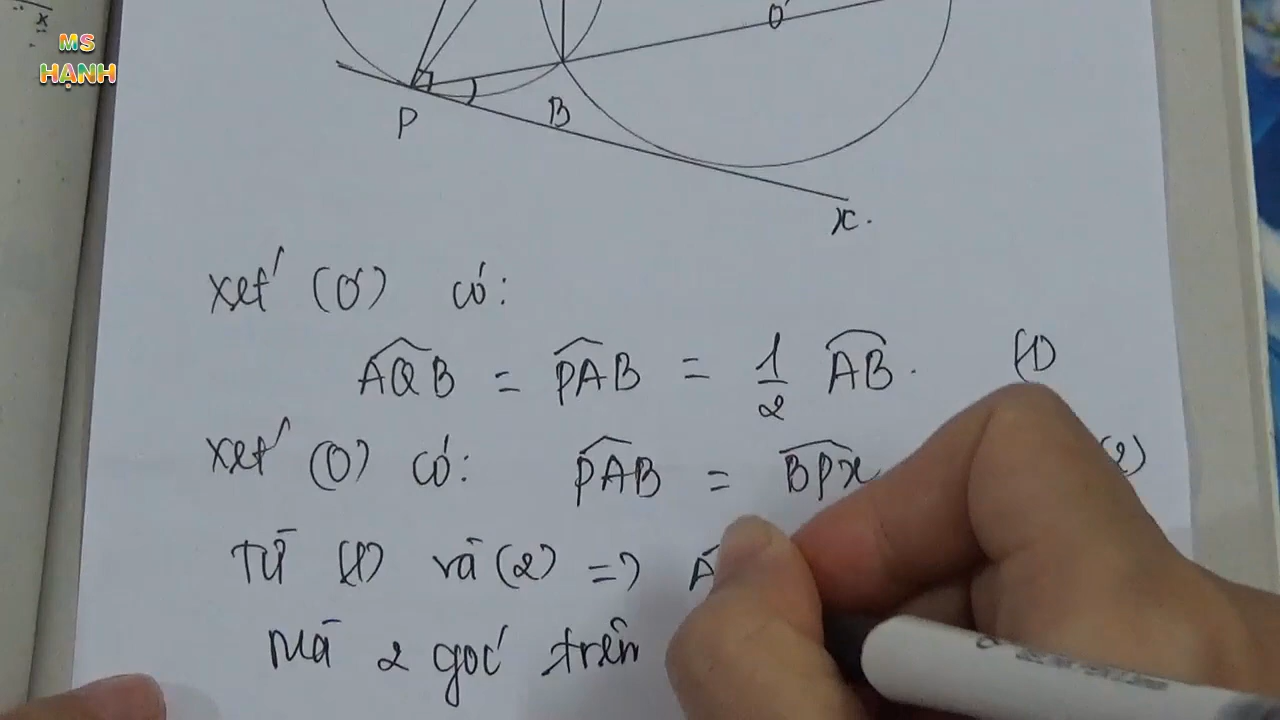 x
MS
HẠNH
O'
P
B
x.
Xét (O') có:
AQB = PAB = 1/2 AB. (1)
Xét (O) có: PAB = BPx (2)
Từ (1) và (2) =>
Mà 2 góc trên